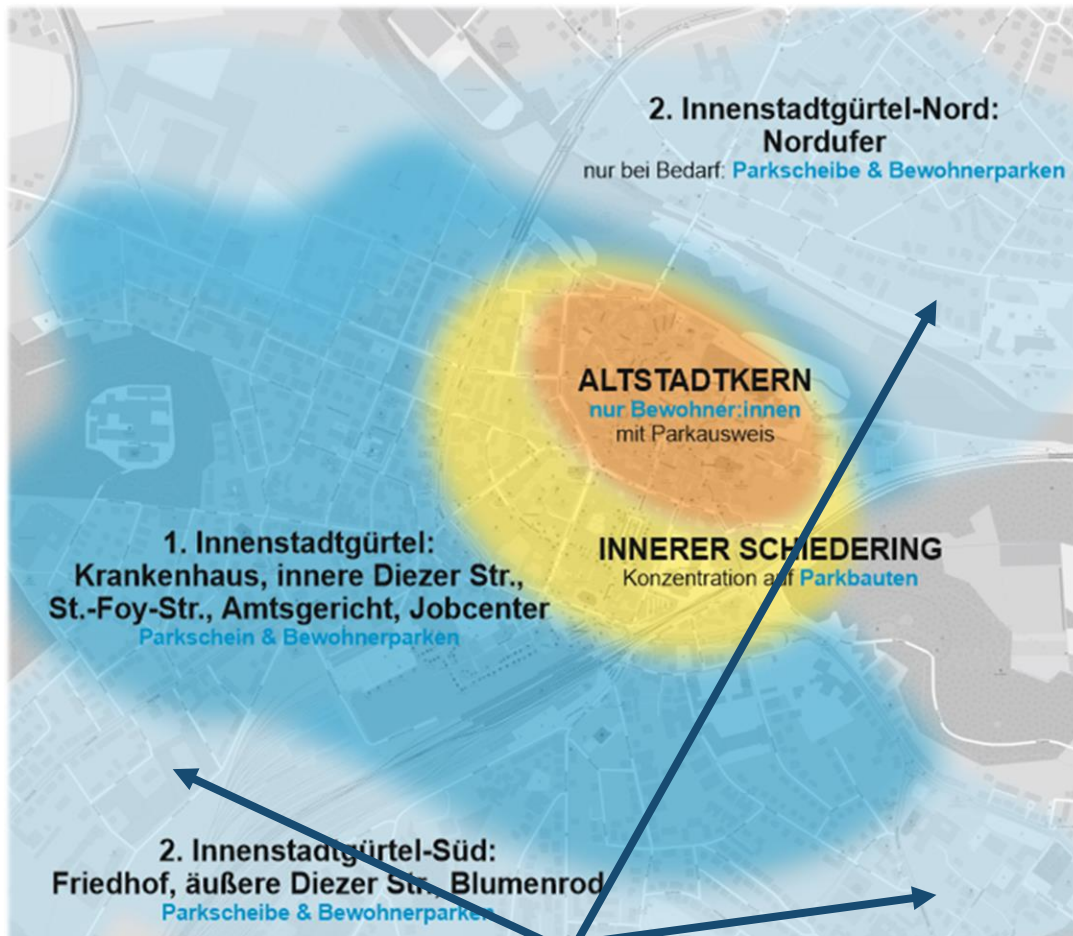 2. Innenstadtgürtel-Nord:
Nordufer
nur bei Bedarf: Parkscheibe & Bewohnerparken
ALTSTADTKERN
nur Bewohner:innen
mit Parkausweis
INNERER SCHIEDERING
Konzentration auf Parkbauten
1. Innenstadtgürtel:
Krankenhaus, innere Diezer Str.,
St.-Foy-Str., Amtsgericht, Jobcenter
Parkschein & Bewohnerparken
2. Innenstadtgürtel-Süd:
Friedhof, äußere Diezer Str., Blumenrod
Parkscheibe & Bewohnerparken